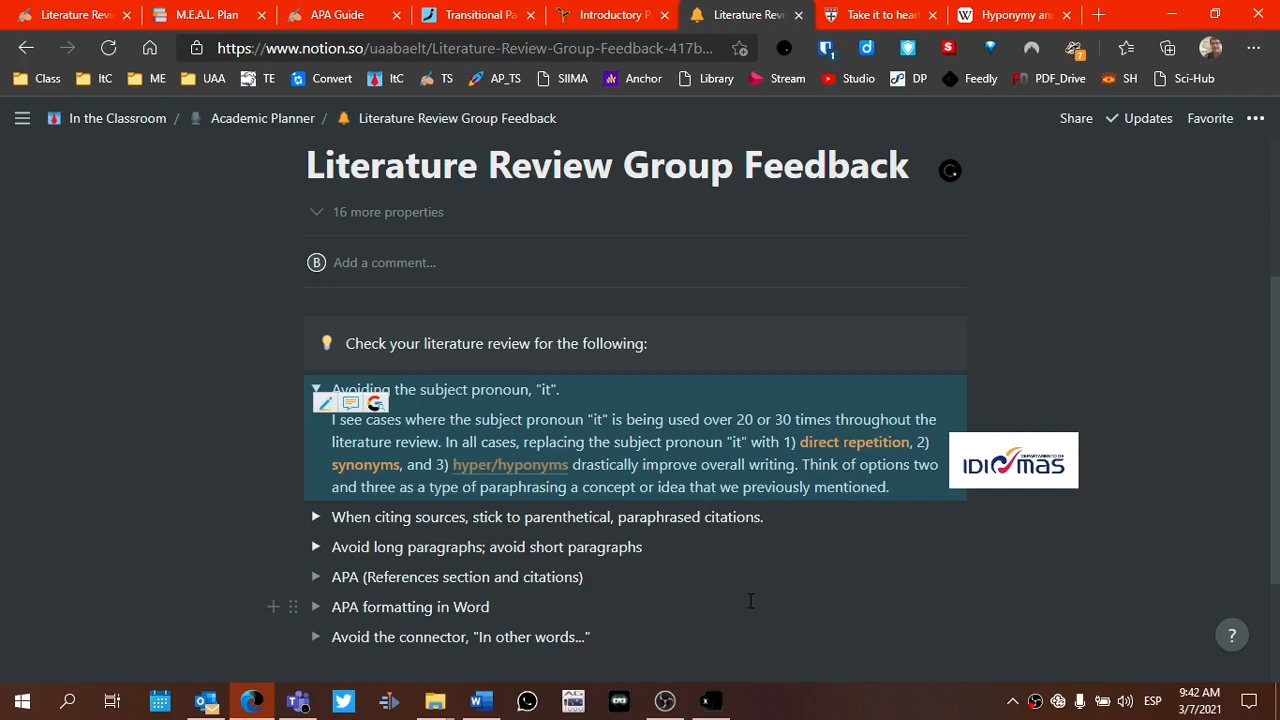 Literature Revi
M.E.A.L. Plan
APA Guide
Transitional Pa
Introductory P
Literature Rev
Take it to hear
Hyponymy and
https://www.notion.so/uaabaelt/Literature-Review-Group-Feedback-417b...
1
7
Class
ItC
ME
UAA
TE
Convert
ItC
TS
AP_TS
SIIMA
Anchor
Library
Stream
Studio
DP
Feedly
PDF_Drive
SH
Sci-Hub
In the Classroom / Academic Planner / Literature Review Group Feedback
Share
Updates
Favorite
Literature Review Group Feedback
16 more properties
B
Add a comment...
Check your literature review for the following:
Avoiding the subject pronoun, "it".
I see cases where the subject pronoun "it" is being used over 20 or 30 times throughout the
literature review. In all cases, replacing the subject pronoun "it" with 1) direct repetition, 2)
synonyms, and 3) hyper/hyponyms drastically improve overall writing. Think of options two
and three as a type of paraphrasing a concept or idea that we previously mentioned.
DEPARTAMENTO DE
IDIOMAS
When citing sources, stick to parenthetical, paraphrased citations.
Avoid long paragraphs; avoid short paragraphs
APA (References section and citations)
APA formatting in Word
Avoid the connector, "In other words..."
?
ESP
9:42 AM
3/7/2021